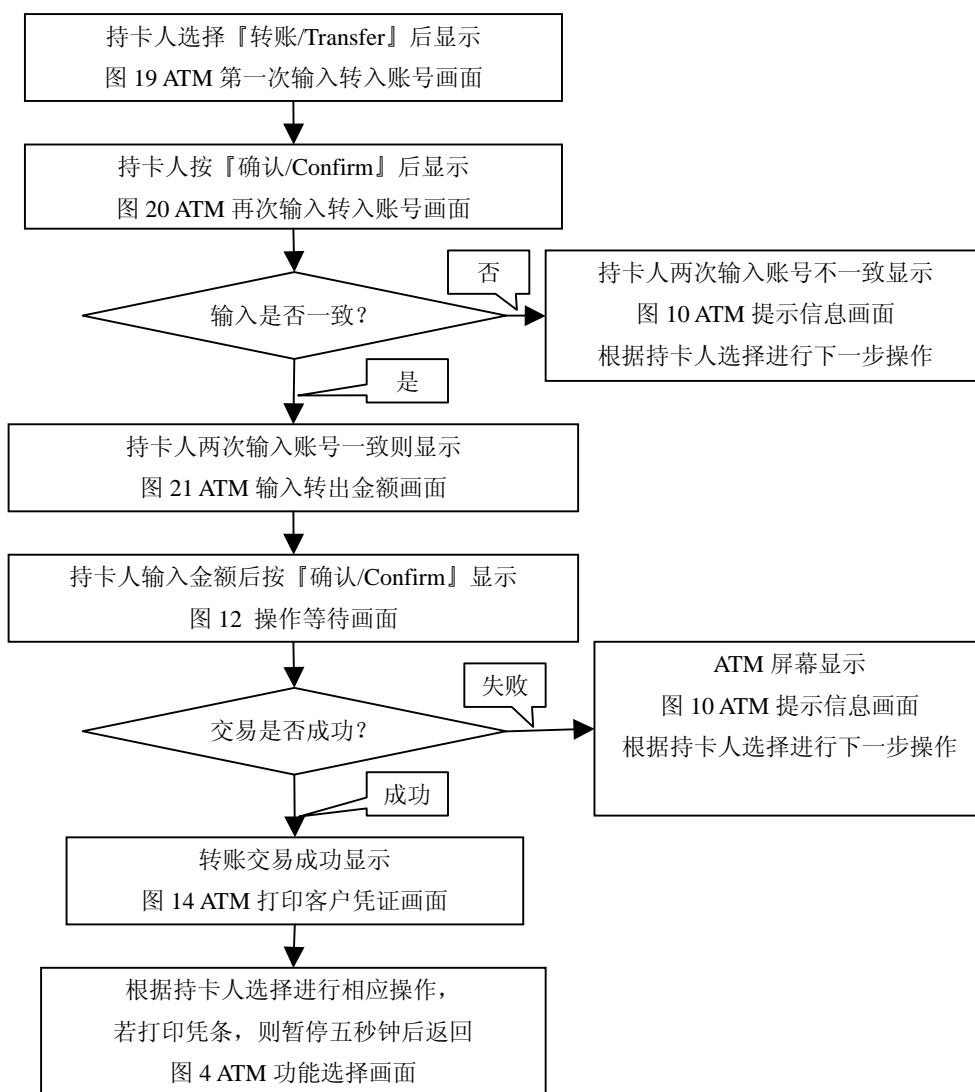 持卡人选择『转账/Transfer』后显示
图 19 ATM 第一次输入转入账号画面
持卡人按『确认/Confirm』后显示
图 20 ATM 再次输入转入账号画面
输入是否一致?
否
持卡人两次输入账号不一致显示
图 10 ATM 提示信息画面
根据持卡人选择进行下一步操作
是
持卡人两次输入账号一致则显示
图 21 ATM 输入转出金额画面
持卡人输入金额后按『确认/Confirm』显示
图 12 操作等待画面
交易是否成功?
失败
ATM 屏幕显示
图 10 ATM 提示信息画面
根据持卡人选择进行下一步操作
成功
转账交易成功显示
图 14 ATM 打印客户凭证画面
根据持卡人选择进行相应操作,
若打印凭条，则暂停五秒钟后返回
图 4 ATM 功能选择画面